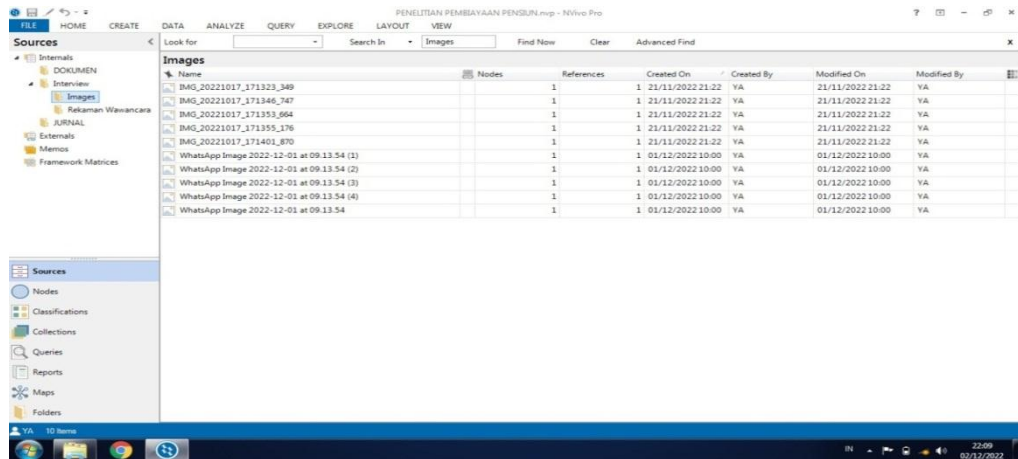 PENELITIAN PEMBIAYAAN PENSIUN.nvp - NVivo Pro
FILE HOME CREATE DATA ANALYZE QUERY EXPLORE LAYOUT VIEW
Sources
Look for Search In Images Find Now Clear Advanced Find
Internals
DOKUMEN
Interview
Images
Rekaman Wawancara
JURNAL
Externals
Memos
Framework Matrices
Images
Name Nodes References Created On Created By Modified On Modified By
IMG_20221017_171323_349 1 1 21/11/2022 21:22 YA 21/11/2022 21:22 YA
IMG_20221017_171346_747 1 1 21/11/2022 21:22 YA 21/11/2022 21:22 YA
IMG_20221017_171353_664 1 1 21/11/2022 21:22 YA 21/11/2022 21:22 YA
IMG_20221017_171355_176 1 1 21/11/2022 21:22 YA 21/11/2022 21:22 YA
IMG_20221017_171401_870 1 1 21/11/2022 21:22 YA 21/11/2022 21:22 YA
WhatsApp Image 2022-12-01 at 09.13.54 (1) 1 1 01/12/2022 10:00 YA 01/12/2022 10:00 YA
WhatsApp Image 2022-12-01 at 09.13.54 (2) 1 1 01/12/2022 10:00 YA 01/12/2022 10:00 YA
WhatsApp Image 2022-12-01 at 09.13.54 (3) 1 1 01/12/2022 10:00 YA 01/12/2022 10:00 YA
WhatsApp Image 2022-12-01 at 09.13.54 (4) 1 1 01/12/2022 10:00 YA 01/12/2022 10:00 YA
WhatsApp Image 2022-12-01 at 09.13.54 1 1 01/12/2022 10:00 YA 01/12/2022 10:00 YA
Sources
Nodes
Classifications
Collections
Queries
Reports
Maps
Folders
YA 10 Items
IN 22:09
02/12/2022